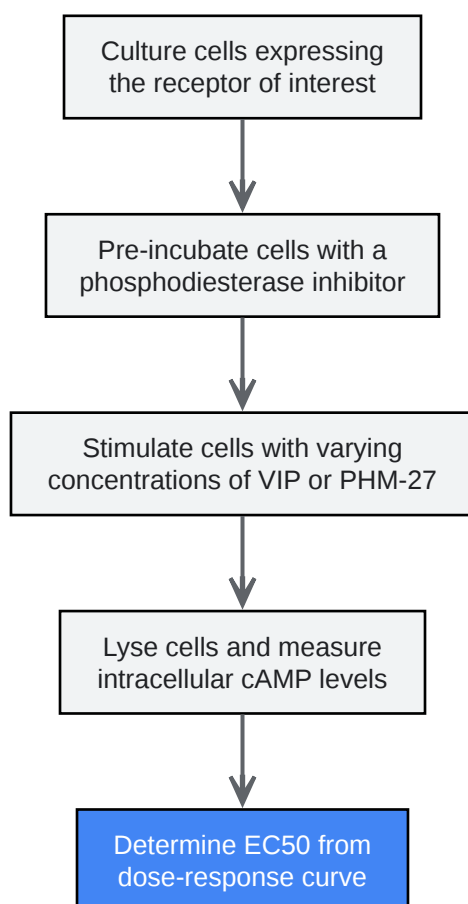 Culture cells expressing
the receptor of interest
Pre-incubate cells with a
phosphodiesterase inhibitor
Stimulate cells with varying
concentrations of VIP or PHM-27
Lyse cells and measure
intracellular cAMP levels
Determine EC50 from
dose-response curve